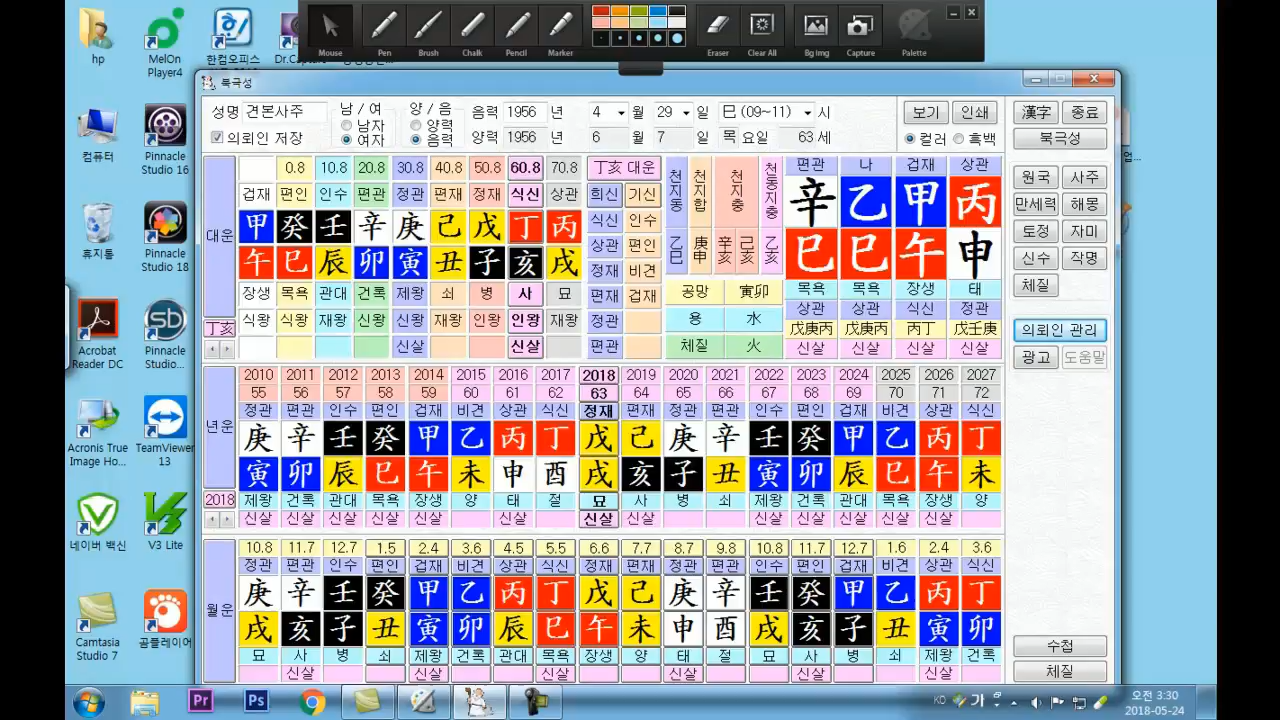 Mouse Pen Brush Chalk Pencil Marker Eraser Clear All Bg Img Capture Palette
hp
MelOn Player4
한컴오피스
컴퓨터
Pinnacle Studio 16
휴지통
Pinnacle Studio 18
Acrobat Reader DC
Pinnacle Studio...
Acronis True Image Ho...
TeamViewer 13
네이버 백신
V3 Lite
Camtasia Studio 7
곰플레이어
북극성
성명 견본사주 남 / 여 양 / 음 음력 1956 년 4 월 29 일 巳 (09~11) 시 보기 인쇄 漢字 종료
의뢰인 저장 남자 여자 양력 음력 양력 1956 년 6 월 7 일 목 요일 63 세 컬러 흑백 북극성
대운
0.8 10.8 20.8 30.8 40.8 50.8 60.8 70.8
겁재 편인 인수 편관 정관 편재 정재 식신 상관
甲 癸 壬 辛 庚 己 戊 丁 丙
午 巳 辰 卯 寅 丑 子 亥 戌
장생 목욕 관대 건록 제왕 쇠 병 사 묘
식왕 식왕 재왕 신왕 신왕 재왕 인왕 인왕 재왕
신살 신살
丁亥
丁亥 대운
희신 기신
식신 인수
상관 편인
정재 비견
편재 겁재
정관
편관
천지동 천지합 천지충 천동지충
乙巳 庚申 辛亥 己亥 乙亥
공망 寅卯
용 水
체질 火
편관 나 겁재 상관
辛 乙 甲 丙
巳 巳 午 申
목욕 목욕 장생 태
상관 상관 식신 정관
戊庚丙 戊庚丙 丙丁 戊壬庚
신살 신살 신살 신살
원국 사주
만세력 해몽
토정 자미
신수 작명
체질
의뢰인 관리
광고 도움말
년운
2010 2011 2012 2013 2014 2015 2016 2017 2018 2019 2020 2021 2022 2023 2024 2025 2026 2027
55 56 57 58 59 60 61 62 63 64 65 66 67 68 69 70 71 72
정관 편관 인수 편인 겁재 비견 상관 식신 정재 편재 정관 편관 인수 편인 겁재 비견 상관 식신
庚 辛 壬 癸 甲 乙 丙 丁 戊 己 庚 辛 壬 癸 甲 乙 丙 丁
寅 卯 辰 巳 午 未 申 酉 戌 亥 子 丑 寅 卯 辰 巳 午 未
제왕 건록 관대 목욕 장생 양 태 절 묘 사 병 쇠 제왕 건록 관대 목욕 장생 양
2018
신살 신살 신살 신살 신살 신살 신살 신살 신살 신살 신살 신살 신살
월운
10.8 11.7 12.7 1.5 2.4 3.6 4.5 5.5 6.6 7.7 8.7 9.8 10.8 11.7 12.7 1.6 2.4 3.6
정관 편관 인수 편인 겁재 비견 상관 식신 정재 편재 정관 편관 인수 편인 겁재 비견 상관 식신
庚 辛 壬 癸 甲 乙 丙 丁 戊 己 庚 辛 壬 癸 甲 乙 丙 丁
戌 亥 子 丑 寅 卯 辰 巳 午 未 申 酉 戌 亥 子 丑 寅 卯
묘 사 병 쇠 제왕 건록 관대 목욕 장생 양 태 절 묘 사 병 쇠 제왕 건록
신살 신살 신살 신살 신살 신살 신살 신살
수첩
체질
Pr Ps KO 가 오전 3:30
2018-05-24